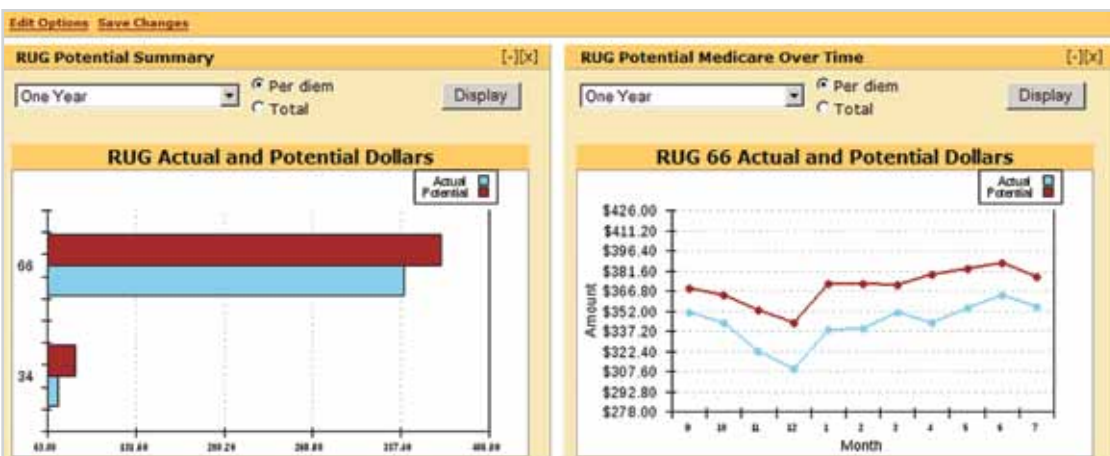 Edit Options Save Changes
RUG Potential Summary [-][x]
One Year
Per diem
Total
Display
RUG Actual and Potential Dollars
Actual
Potential
66
34
RUG Potential Medicare Over Time [-][x]
One Year
Per diem
Total
Display
RUG 66 Actual and Potential Dollars
Actual
Potential
$426.00
$411.20
$396.40
$381.60
$366.80
$352.00
$337.20
$322.40
$307.60
$292.80
$278.00
Amount
9 10 11 12 1 2 3 4 5 6 7
Month